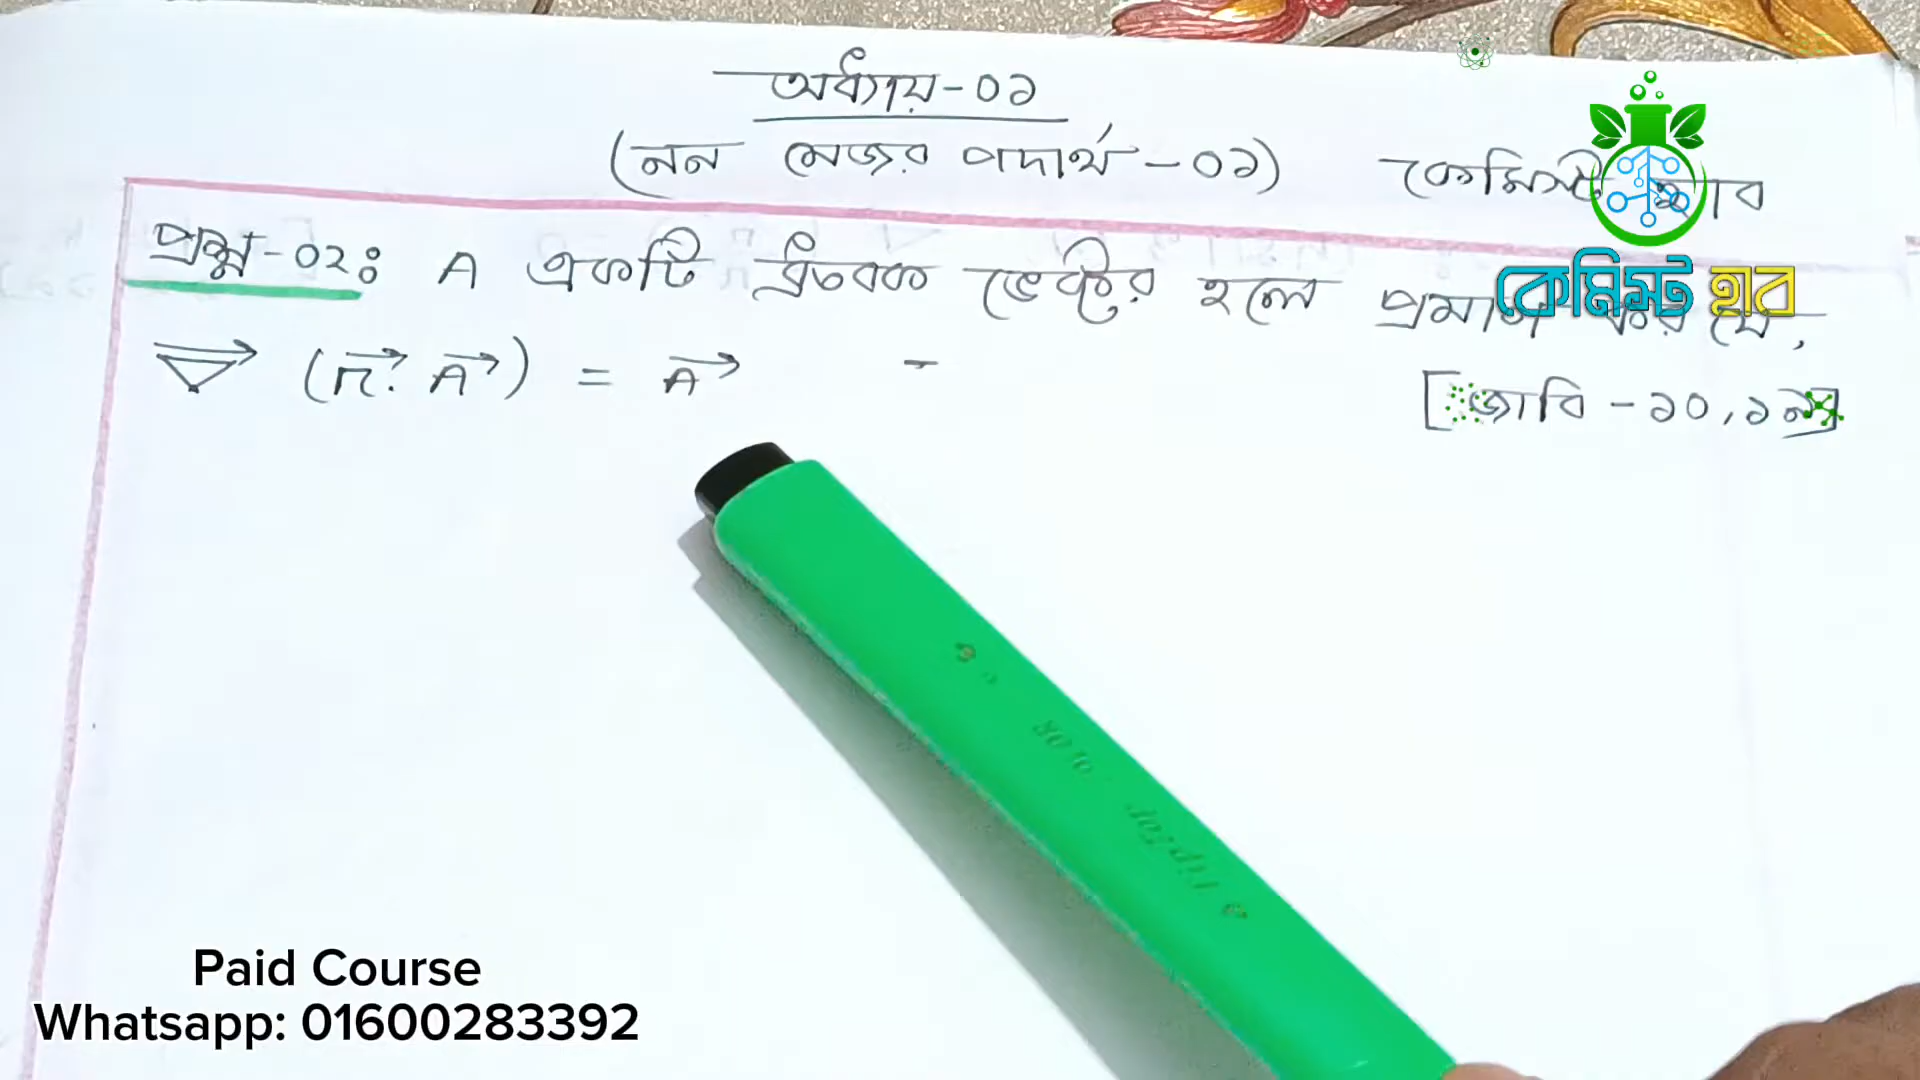 অধ্যায়-০১
(নন মেজর পদার্থ-০১) কেমিস্ট হাব
কেমিস্ট হাব
প্রশ্ন-০২ঃ A একটি ধ্রুবক ভেক্টর হলে প্রমাণ কর যে,
∇⃗ (r⃗. A⃗) = A⃗ -
[জাবি - ১০, ১৯]
Paid Course
Whatsapp: 01600283392